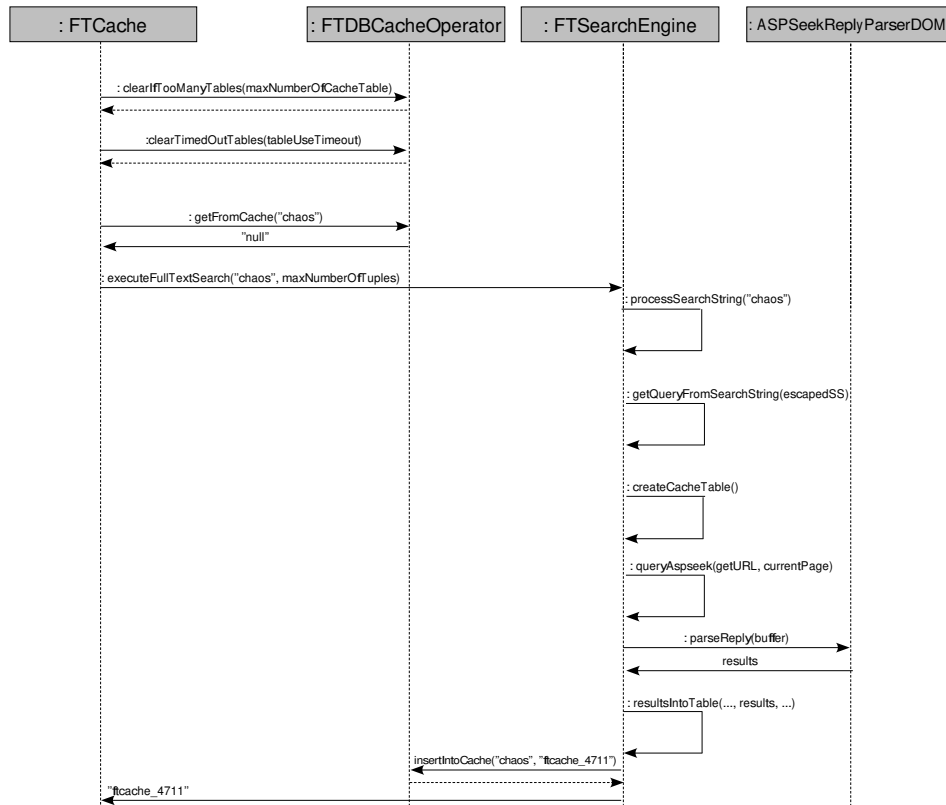 : FTCache
: FTDBCacheOperator
: FTSearchEngine
: ASPSeekReplyParserDOM
: clearIfTooManyTables(maxNumberOfCacheTable)
:clearTimedOutTables(tableUseTimeout)
: getFromCache("chaos")
"null"
: executeFullTextSearch("chaos", maxNumberOfTuples)
: processSearchString("chaos")
: getQueryFromSearchString(escapedSS)
: createCacheTable()
: queryAspseek(getURL, currentPage)
: parseReply(buffer)
results
: resultsIntoTable(..., results, ...)
insertIntoCache("chaos", "ftcache_4711")
"ftcache_4711"